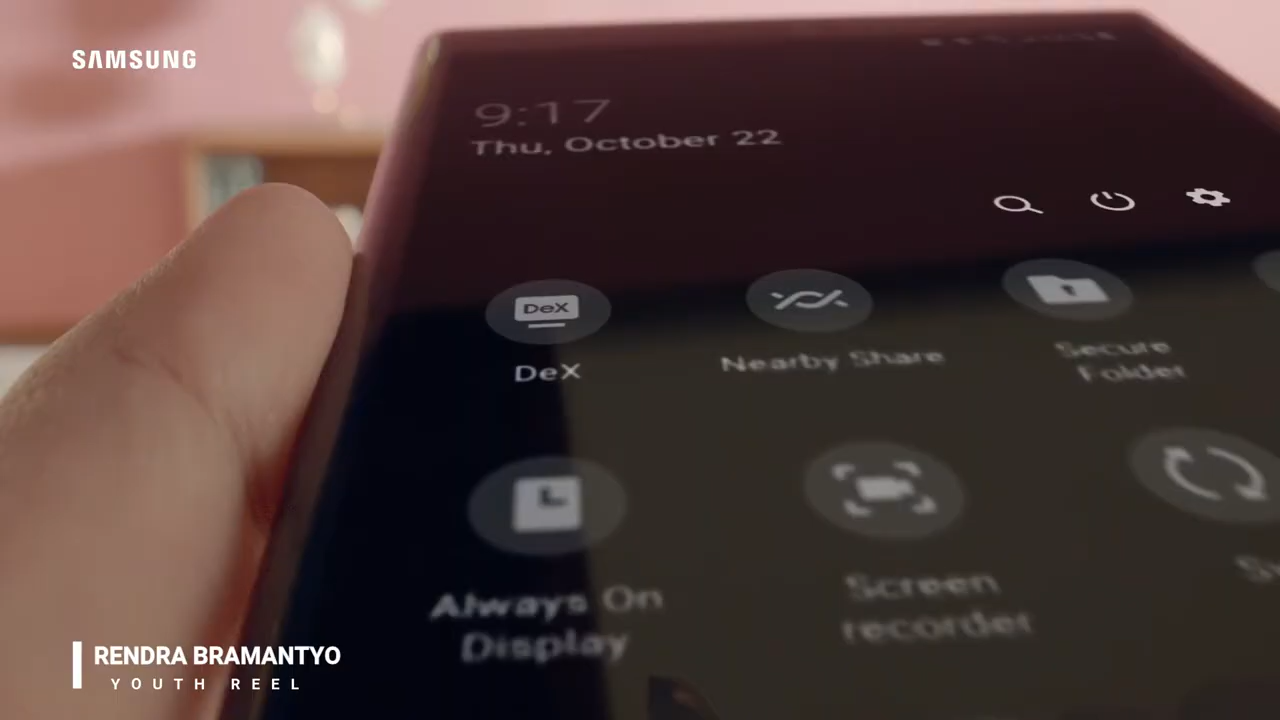 SAMSUNG
9:17
Thu, October 22
DeX
DeX
Nearby Share
Secure
Folder
Always On
Display
Screen
recorder
RENDRA BRAMANTYO
YOUTH REEL